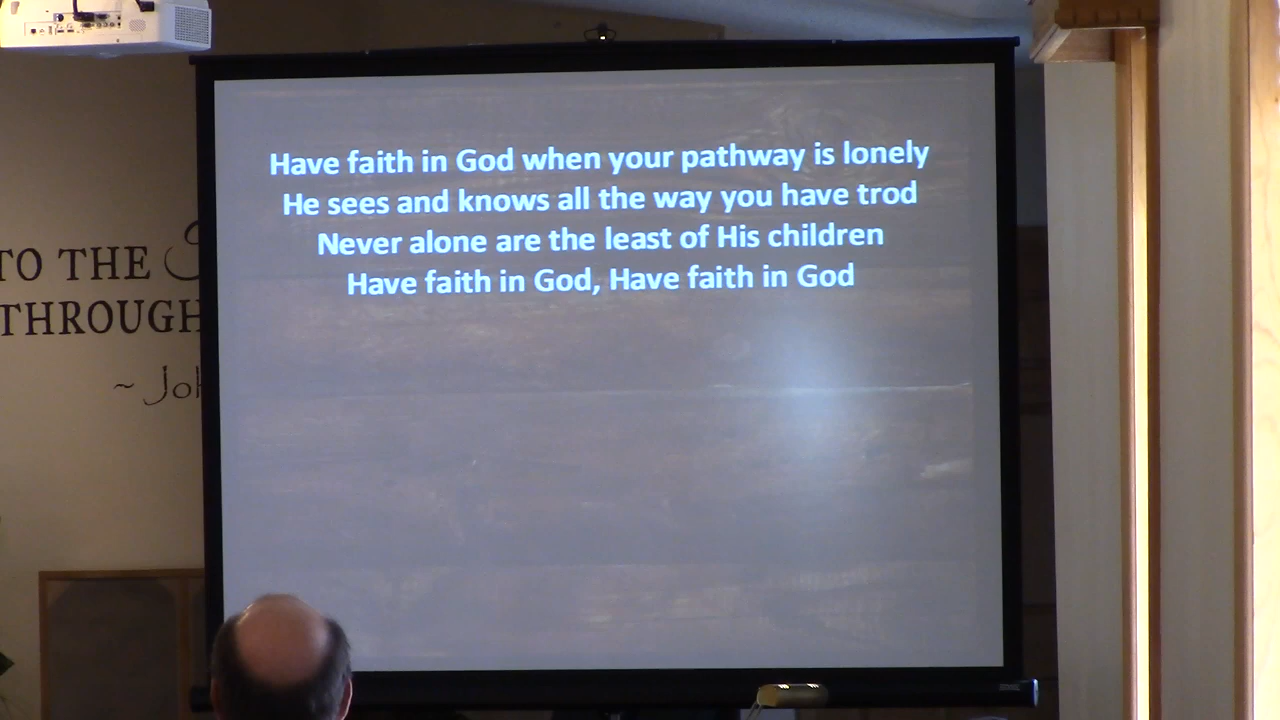 Have faith in God when your pathway is lonely
He sees and knows all the way you have trod
Never alone are the least of His children
Have faith in God, Have faith in God
TO THE
THROUGH
~ Joh